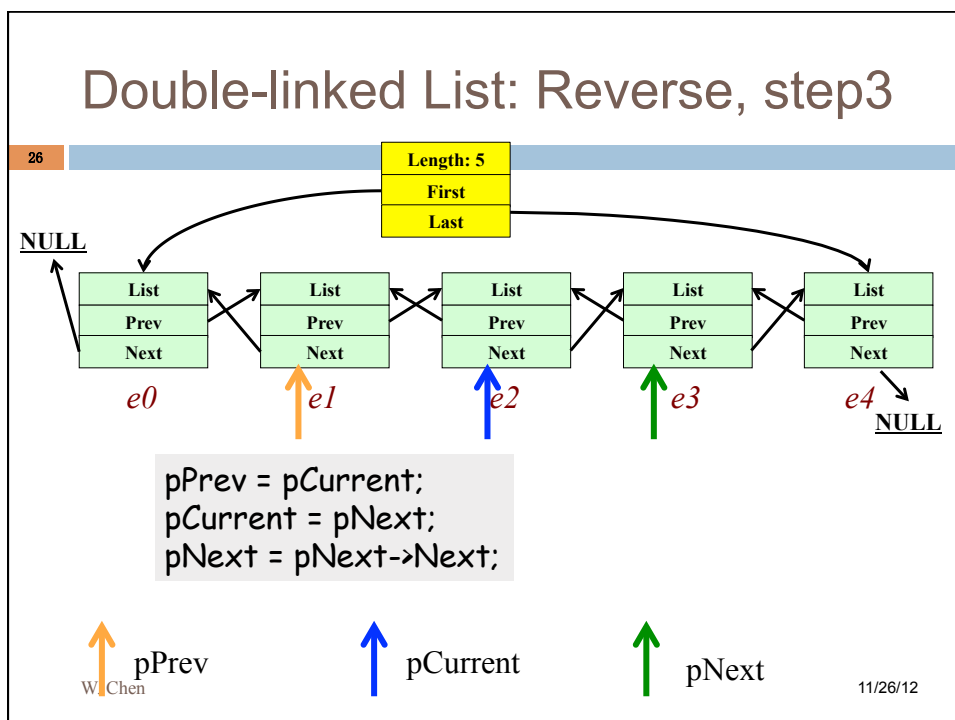 Double-linked List: Reverse, step3
26
Length: 5
First
Last
NULL
List List List List List
Prev Prev Prev Prev Prev
Next Next Next Next Next
e0 e1 e2 e3 e4
NULL
pPrev = pCurrent;
pCurrent = pNext;
pNext = pNext->Next;
pPrev pCurrent pNext
W. Chen 11/26/12